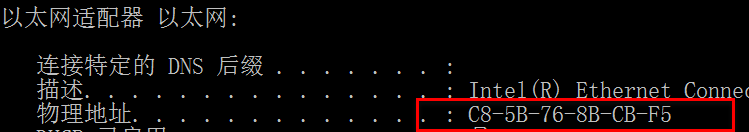 以太网适配器 以太网:
连接特定的 DNS 后缀 . . . . . . . . . . . . . . . :
描述. . . . . . . . . . . . . . . : Intel(R) Ethernet Connec
物理地址. . . . . . . . . . . . . : C8-5B-76-8B-CB-F5